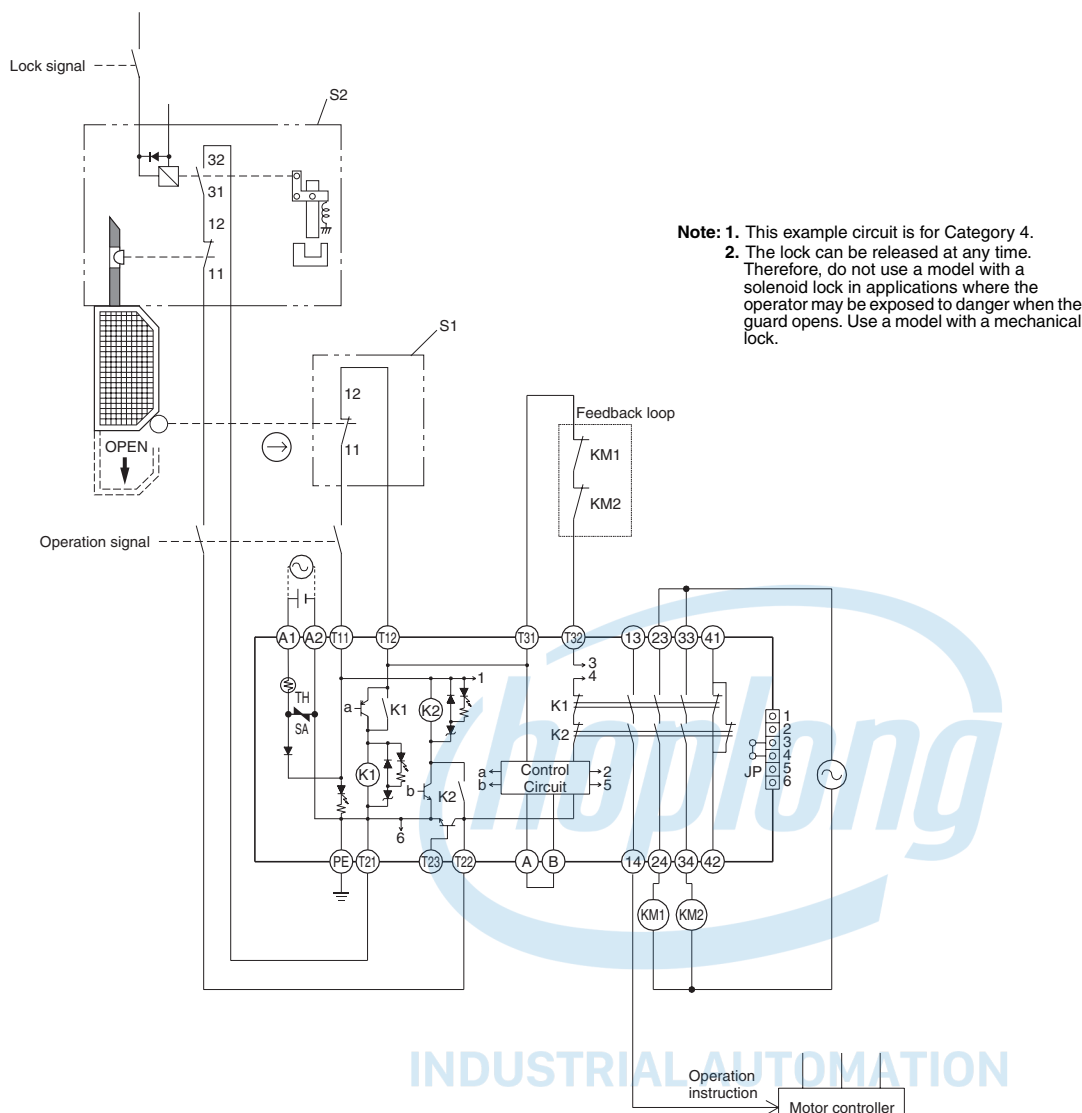 Lock signal
S2
32
31
12
11
Note: 1. This example circuit is for Category 4.
2. The lock can be released at any time.
Therefore, do not use a model with a
solenoid lock in applications where the
operator may be exposed to danger when the
guard opens. Use a model with a mechanical
lock.
S1
12
11
OPEN
Feedback loop
KM1
KM2
Operation signal
A1 A2 T11 T12 T31 T32 13 23 33 41
3
4
1
TH
SA
a
K1
K2
K1
K2
K1
b
K2
a
b
Control
Circuit
2
5
6
JP
1
2
3
4
5
6
PE T21 T23 T22 A B 14 24 34 42
KM1 KM2
hoplong
INDUSTRIAL AUTOMATION
Operation
instruction
Motor controller